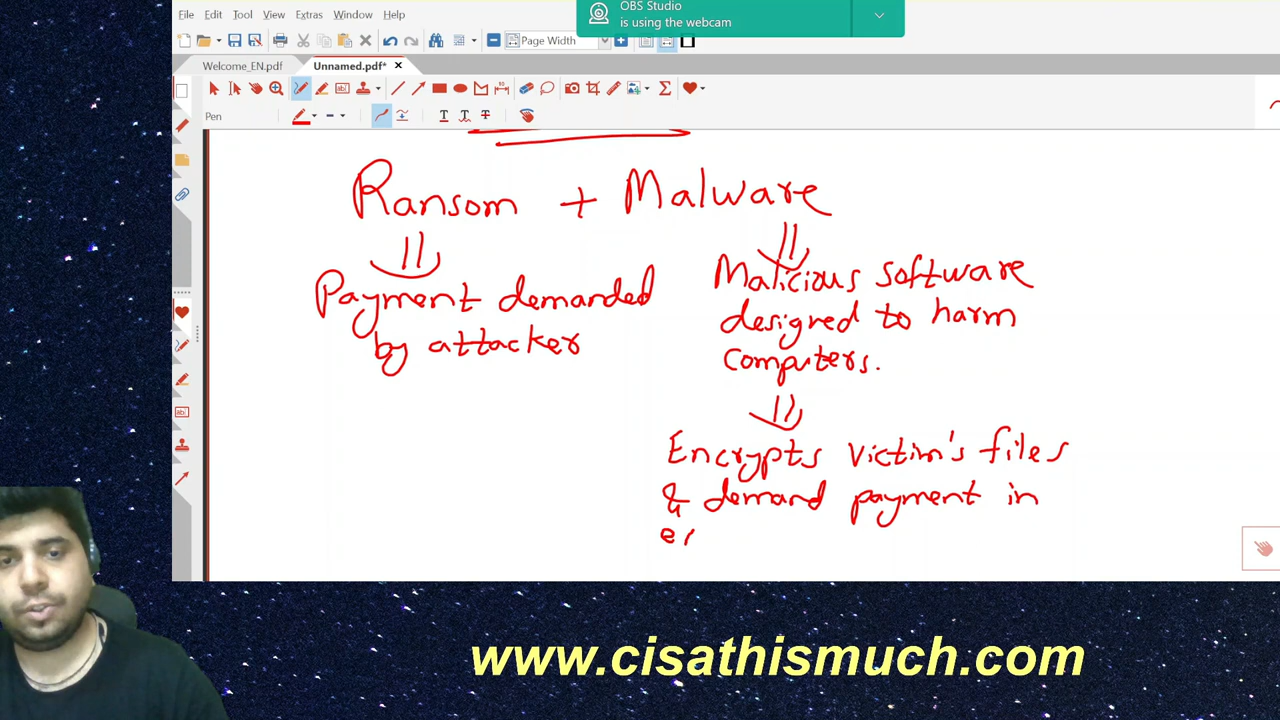 OBS Studio
is using the webcam
File Edit Tool View Extras Window Help
Page Width
Welcome_EN.pdf Unnamed.pdf*
Pen
Ransom + Malware
Payment demanded
by attacker
Malicious software
designed to harm
computers.
Encrypts victim's files
& demand payment in
www.cisathismuch.com